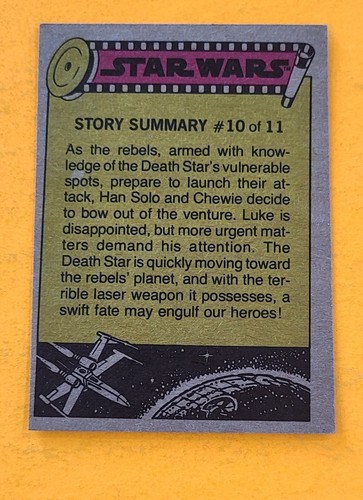 STAR WARS™
STORY SUMMARY #10 of 11
As the rebels, armed with know-
ledge of the Death Star's vulnerable
spots, prepare to launch their at-
tack, Han Solo and Chewie decide
to bow out of the venture. Luke is
disappointed, but more urgent mat-
ters demand his attention. The
Death Star is quickly moving toward
the rebels' planet, and with the ter-
rible laser weapon it possesses, a
swift fate may engulf our heroes!